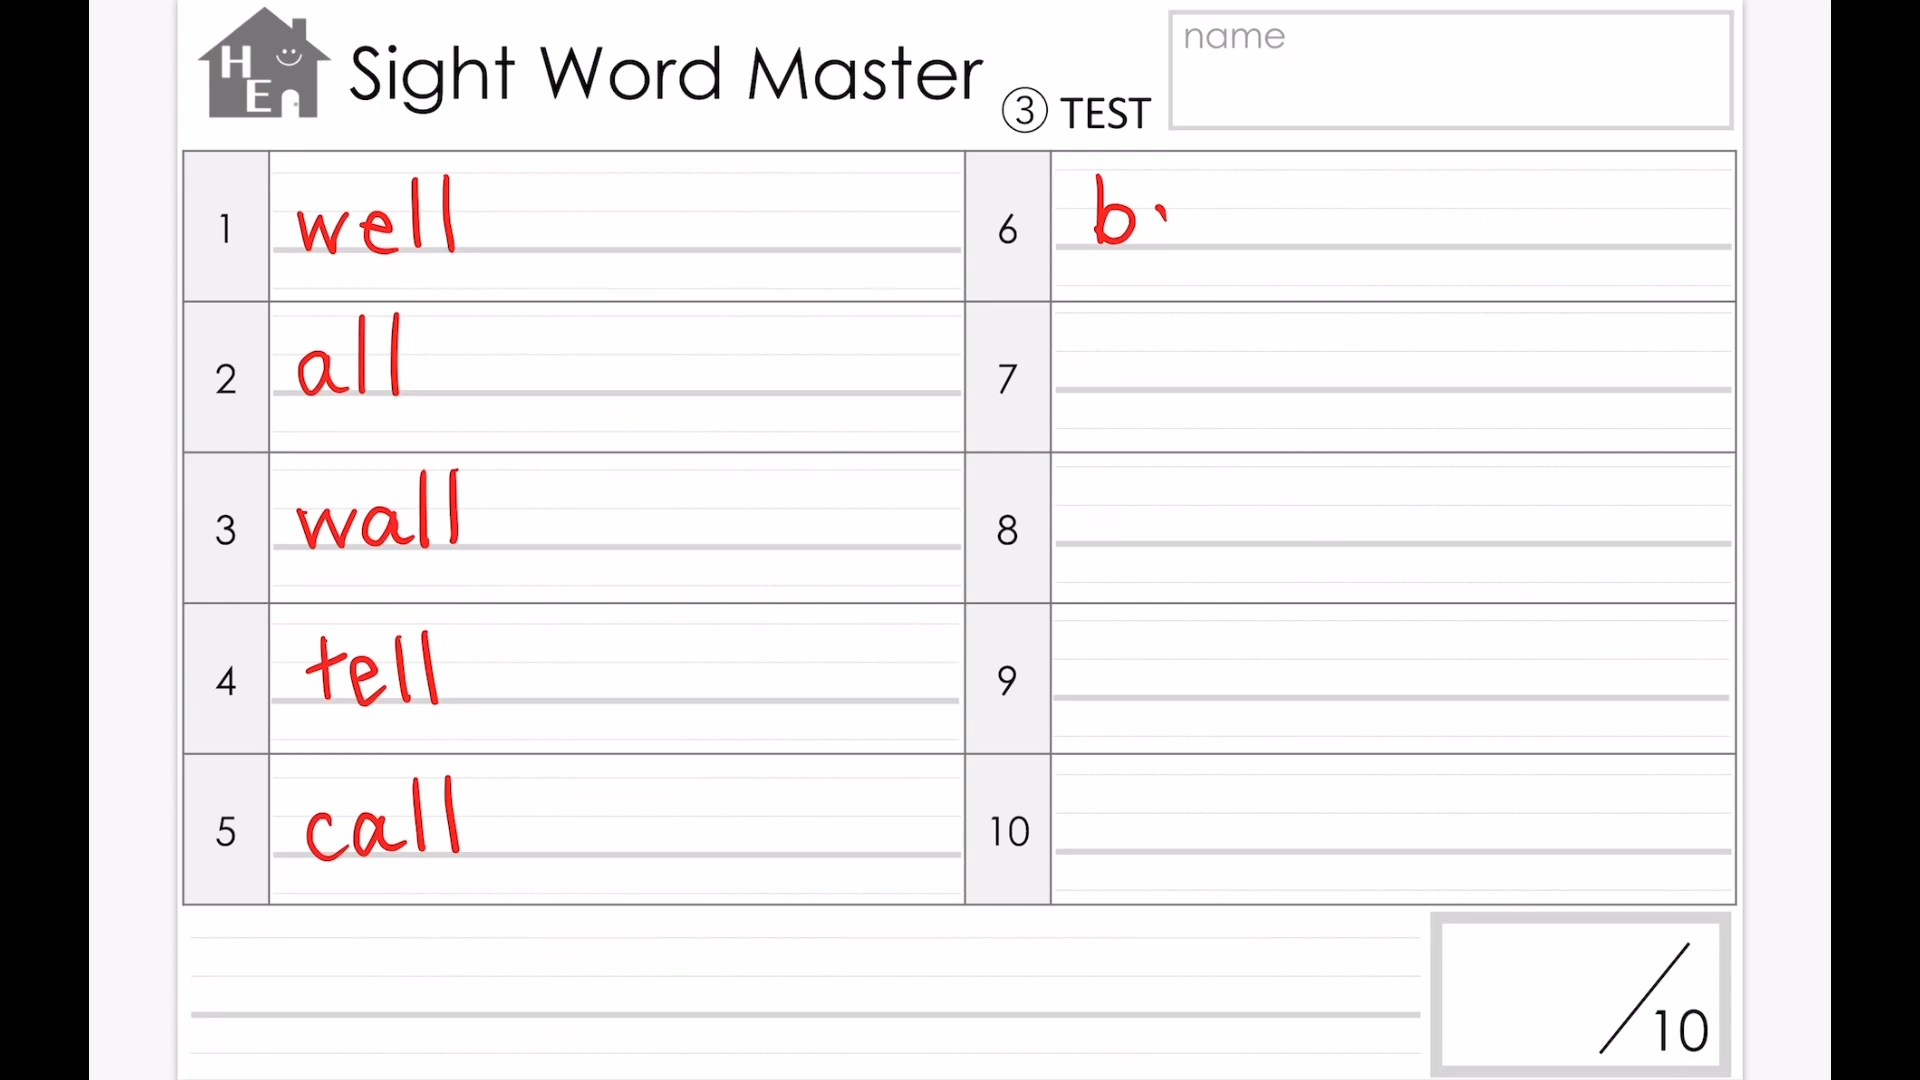 HE
Sight Word Master
③ TEST
name
1 well
2 all
3 wall
4 tell
5 call
6 b
7
8
9
10
/10